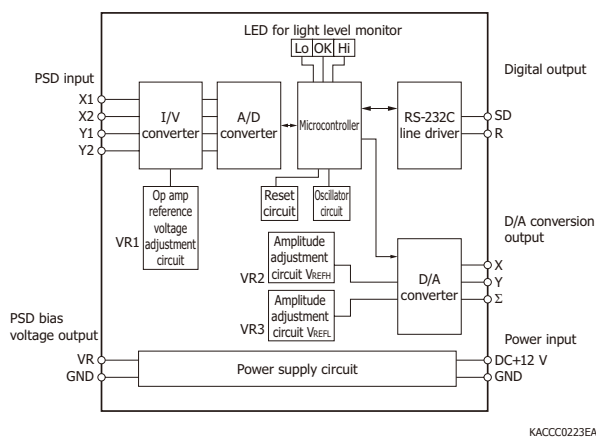 LED for light level monitor
Lo OK Hi
PSD input
Digital output
X1
X2
Y1
Y2
I/V
converter
A/D
converter
Microcontroller
RS-232C
line driver
SD
R
Op amp
reference
voltage
adjustment
circuit
VR1
Reset
circuit
Oscillator
circuit
D/A conversion
output
Amplitude
adjustment
circuit VREFH
VR2
D/A
converter
X
Y
Σ
Amplitude
adjustment
circuit VREFL
VR3
PSD bias
voltage output
Power input
VR
GND
Power supply circuit
DC+12 V
GND
KACCC0223EA